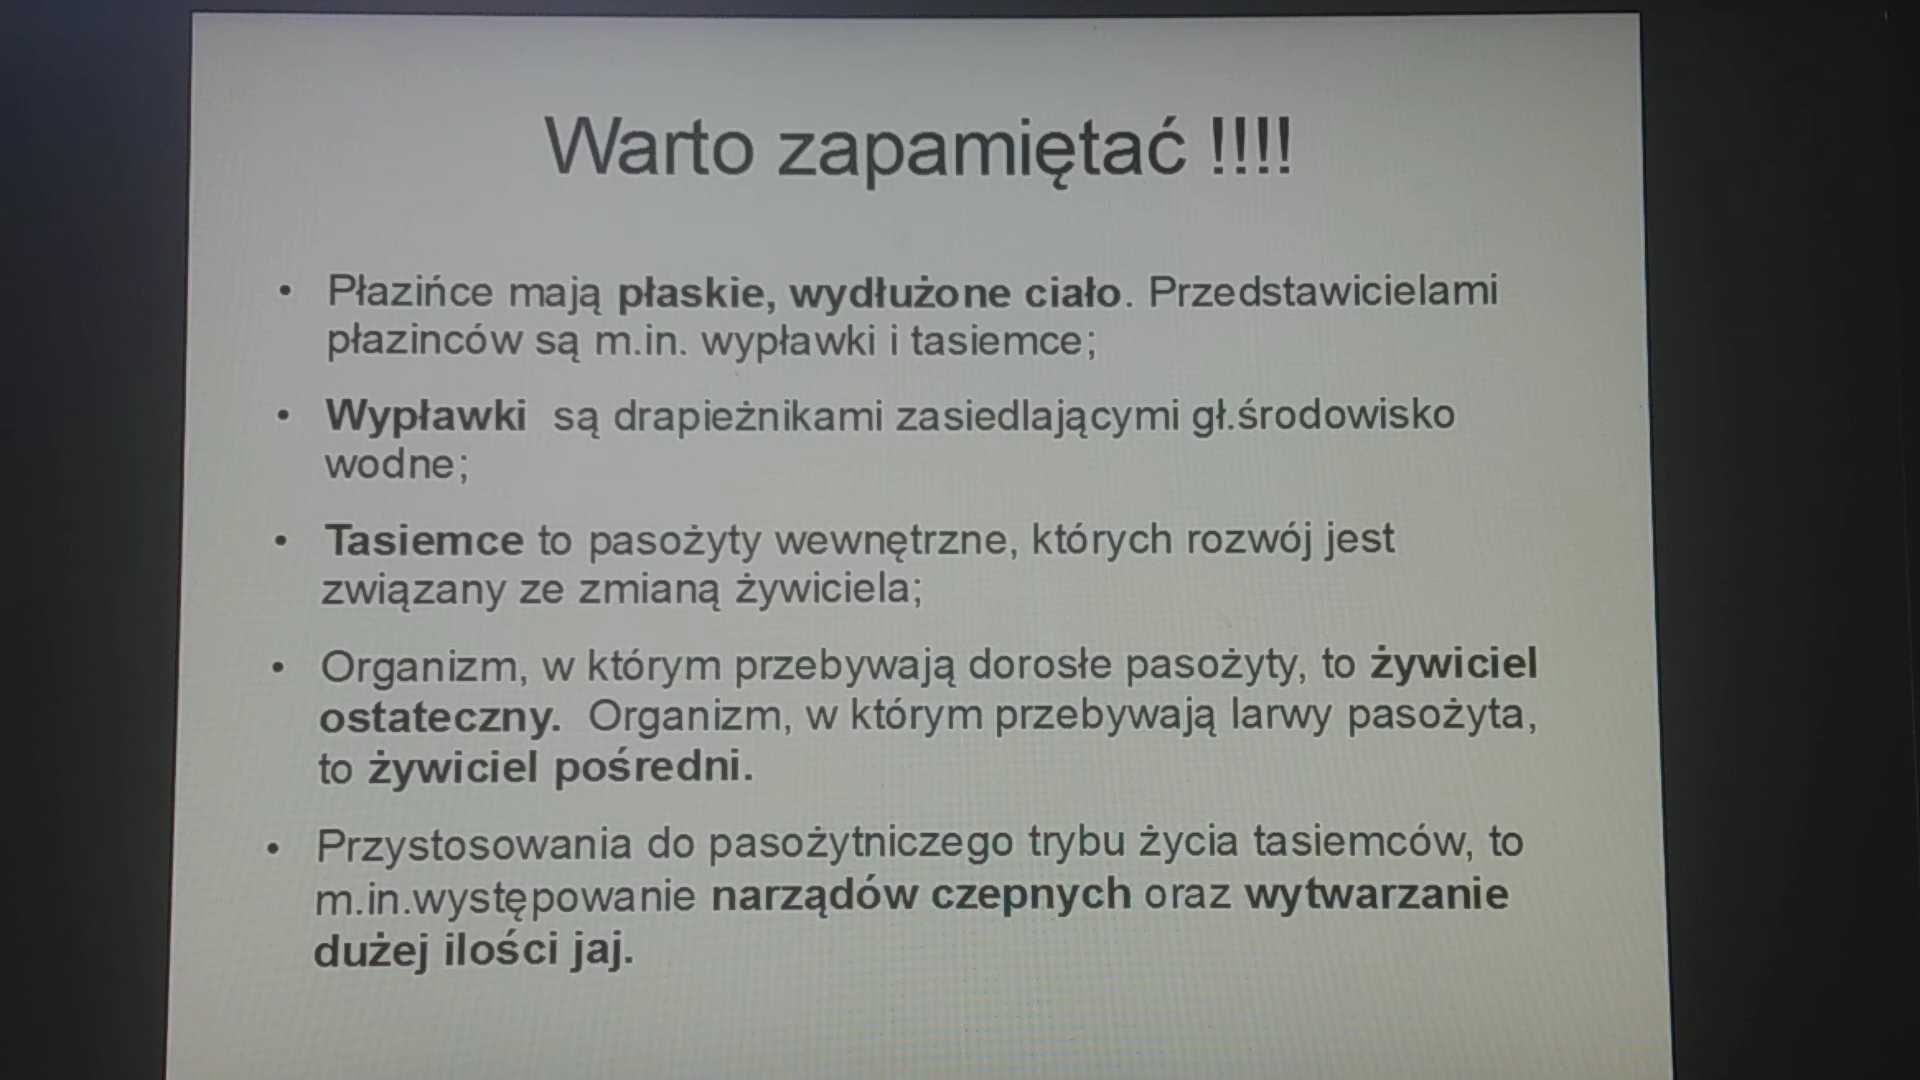 Warto zapamiętać !!!!
• Płazińce mają płaskie, wydłużone ciało. Przedstawicielami
płazinców są m.in. wypławki i tasiemce;
• Wypławki są drapieżnikami zasiedlającymi gł.środowisko
wodne;
• Tasiemce to pasożyty wewnętrzne, których rozwój jest
związany ze zmianą żywiciela;
• Organizm, w którym przebywają dorosłe pasożyty, to żywiciel
ostateczny. Organizm, w którym przebywają larwy pasożyta,
to żywiciel pośredni.
• Przystosowania do pasożytniczego trybu życia tasiemców, to
m.in.występowanie narządów czepnych oraz wytwarzanie
dużej ilości jaj.